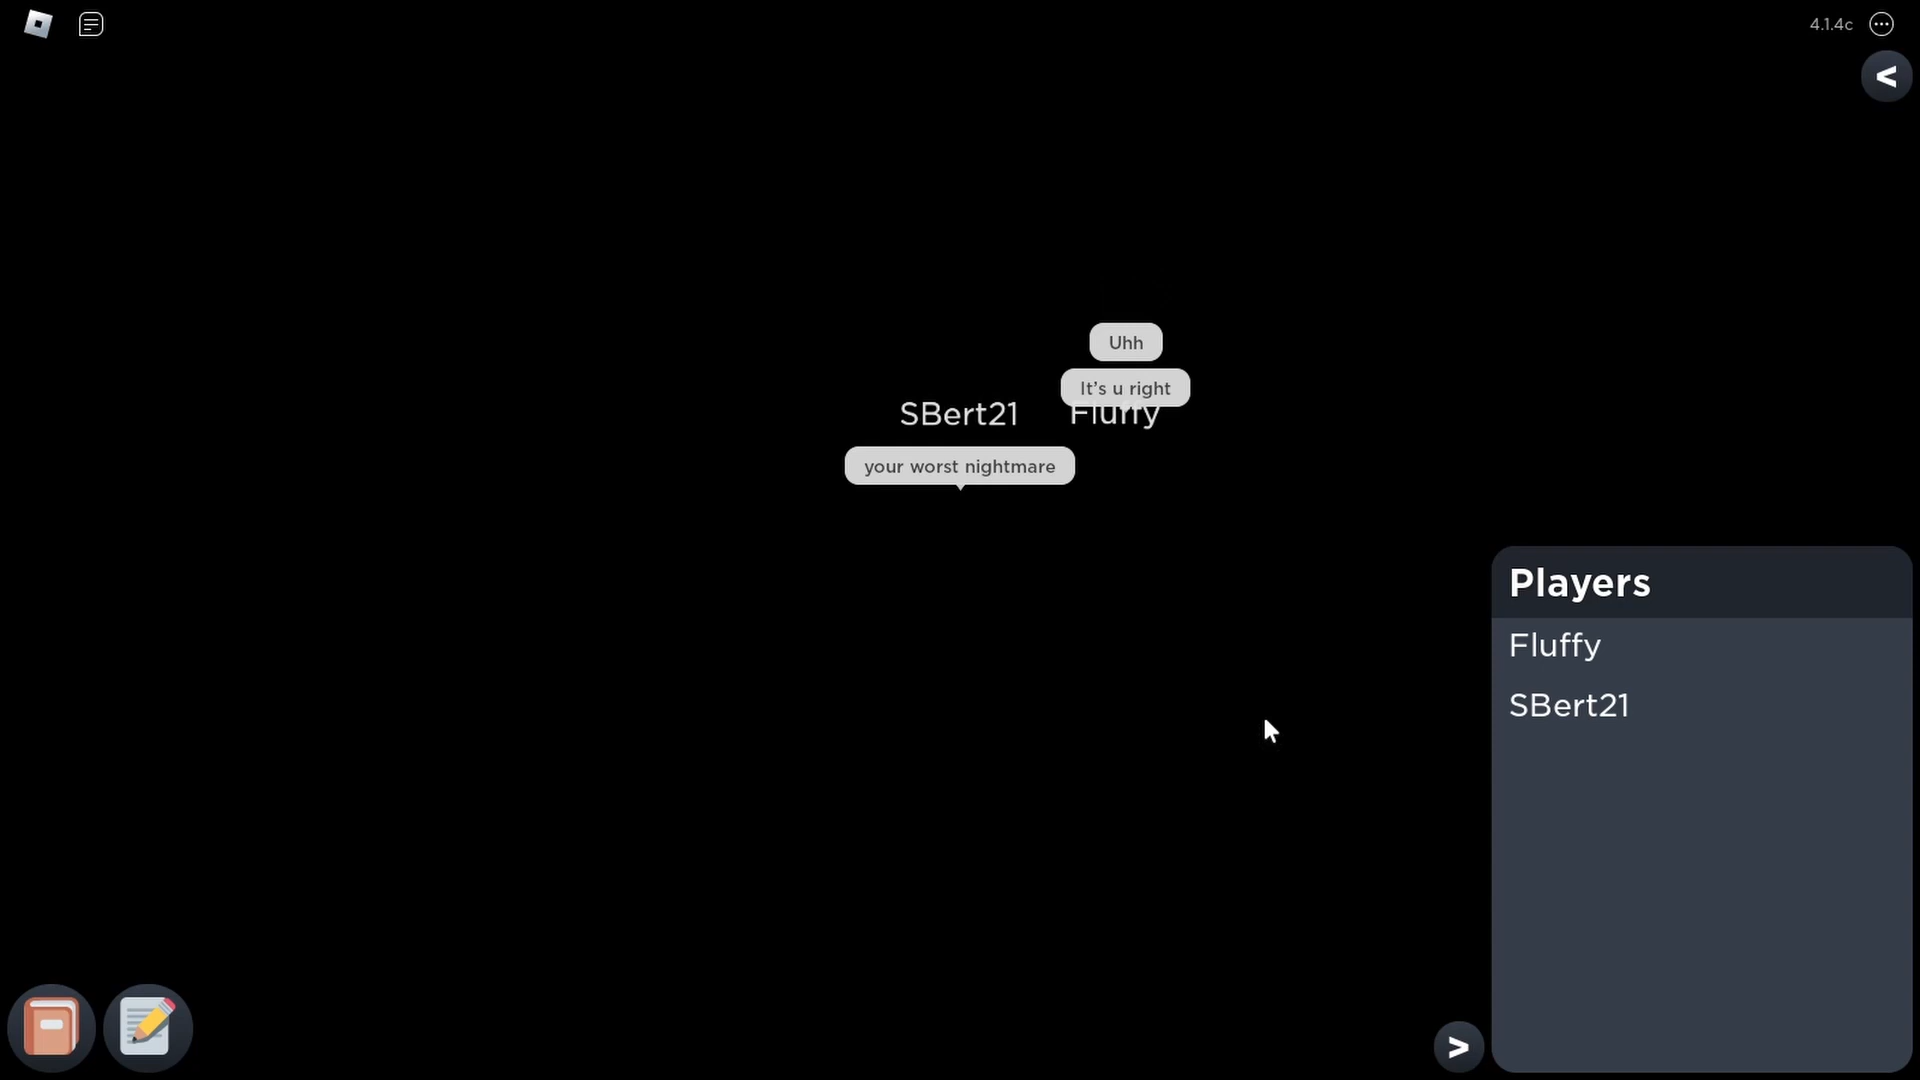 4.1.4c
<
Uhh
It's u right
SBert21
Fluffy
your worst nightmare
Players
Fluffy
SBert21
>